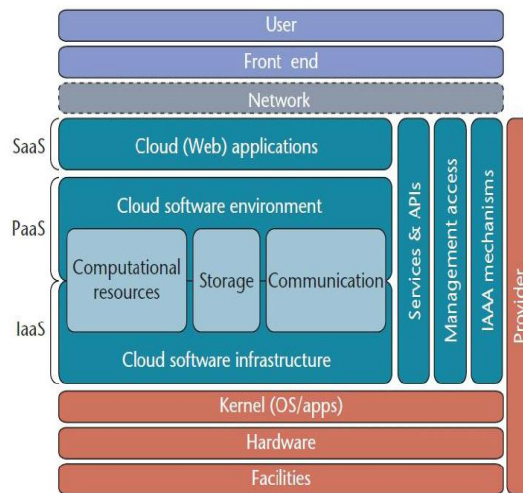 User
Front end
Network
SaaS
Cloud (Web) applications
PaaS
Cloud software environment
Computational
resources
Storage
Communication
IaaS
Cloud software infrastructure
Services & APIs
Management access
IAAA mechanisms
Provider
Kernel (OS/apps)
Hardware
Facilities